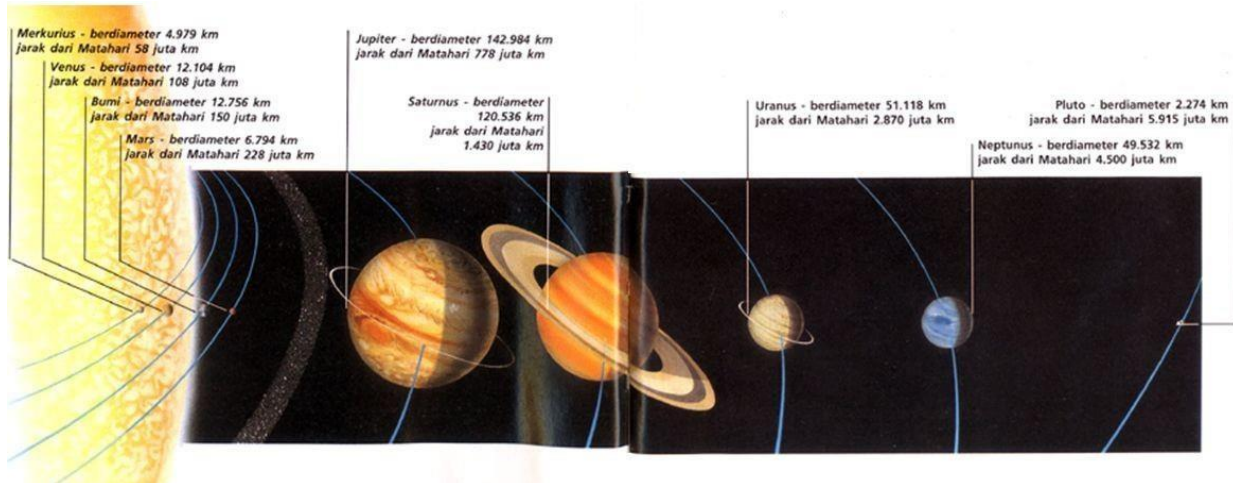 Merkurius - berdiameter 4.979 km
jarak dari Matahari 58 juta km
Venus - berdiameter 12.104 km
jarak dari Matahari 108 juta km
Bumi - berdiameter 12.756 km
jarak dari Matahari 150 juta km
Mars - berdiameter 6.794 km
jarak dari Matahari 228 juta km
Jupiter - berdiameter 142.984 km
jarak dari Matahari 778 juta km
Saturnus - berdiameter
120.536 km
jarak dari Matahari
1.430 juta km
Uranus - berdiameter 51.118 km
jarak dari Matahari 2.870 juta km
Pluto - berdiameter 2.274 km
jarak dari Matahari 5.915 juta km
Neptunus - berdiameter 49.532 km
jarak dari Matahari 4.500 juta km